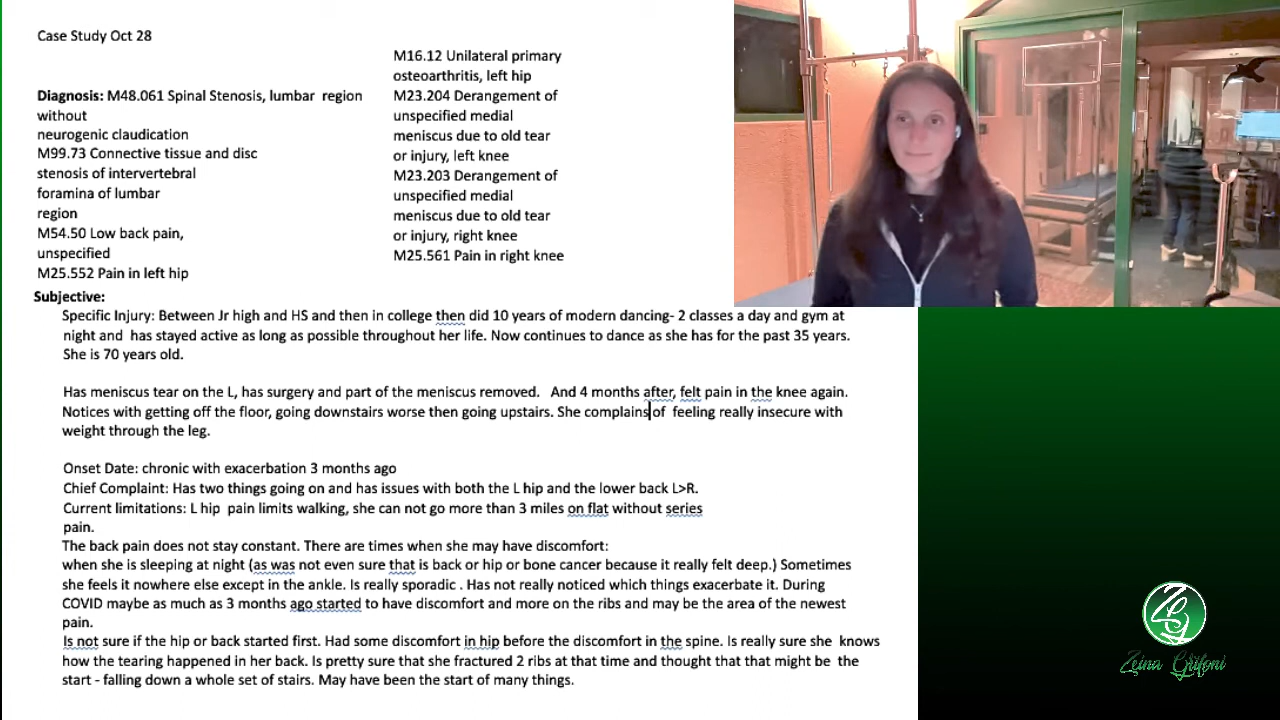 Case Study Oct 28
Diagnosis: M48.061 Spinal Stenosis, lumbar region
without
neurogenic claudication
M99.73 Connective tissue and disc
stenosis of intervertebral
foramina of lumbar
region
M54.50 Low back pain,
unspecified
M25.552 Pain in left hip
M16.12 Unilateral primary
osteoarthritis, left hip
M23.204 Derangement of
unspecified medial
meniscus due to old tear
or injury, left knee
M23.203 Derangement of
unspecified medial
meniscus due to old tear
or injury, right knee
M25.561 Pain in right knee
Subjective:
Specific Injury: Between Jr high and HS and then in college then did 10 years of modern dancing- 2 classes a day and gym at
night and has stayed active as long as possible throughout her life. Now continues to dance as she has for the past 35 years.
She is 70 years old.
Has meniscus tear on the L, has surgery and part of the meniscus removed. And 4 months after, felt pain in the knee again.
Notices with getting off the floor, going downstairs worse then going upstairs. She complains of feeling really insecure with
weight through the leg.
Onset Date: chronic with exacerbation 3 months ago
Chief Complaint: Has two things going on and has issues with both the L hip and the lower back L>R.
Current limitations: L hip pain limits walking, she can not go more than 3 miles on flat without series
pain.
The back pain does not stay constant. There are times when she may have discomfort:
when she is sleeping at night (as was not even sure that is back or hip or bone cancer because it really felt deep.) Sometimes
she feels it nowhere else except in the ankle. Is really sporadic . Has not really noticed which things exacerbate it. During
COVID maybe as much as 3 months ago started to have discomfort and more on the ribs and may be the area of the newest
pain.
Is not sure if the hip or back started first. Had some discomfort in hip before the discomfort in the spine. Is really sure she knows
how the tearing happened in her back. Is pretty sure that she fractured 2 ribs at that time and thought that that might be the
start - falling down a whole set of stairs. May have been the start of many things.
ZG
Zeina Grifoni